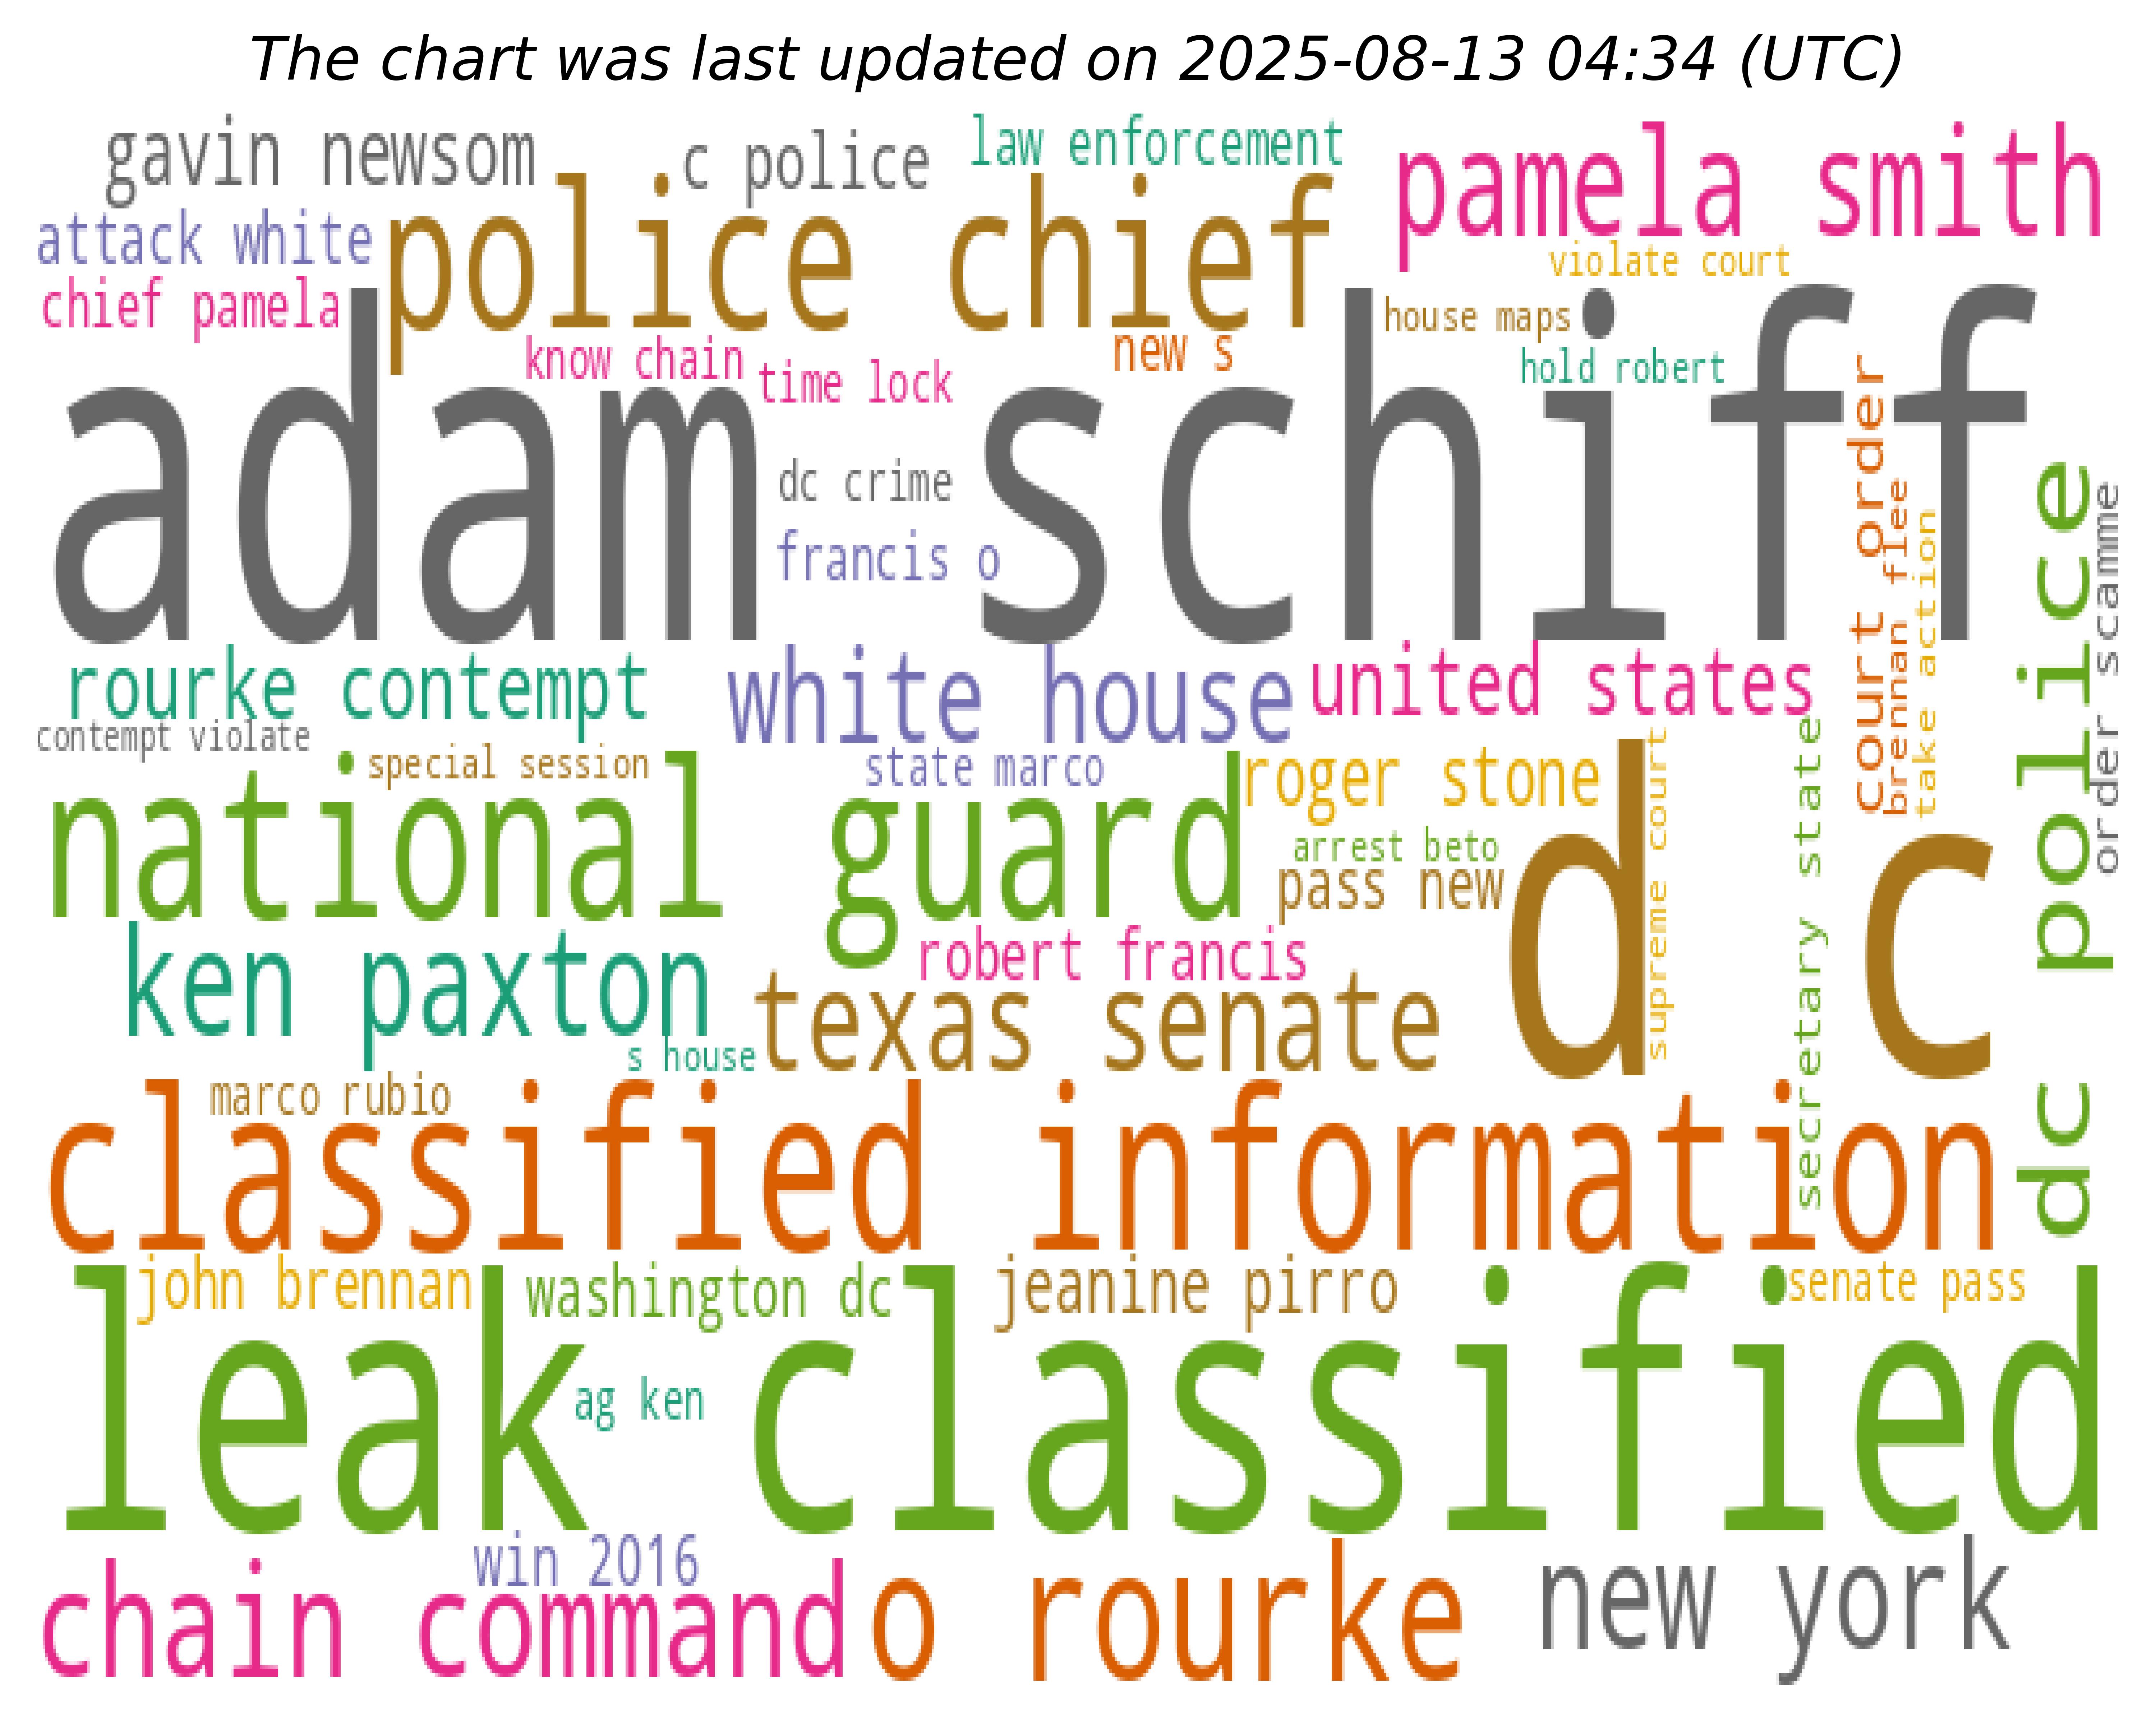 The chart was last updated on 2025-08-13 04:34 (UTC)
gavin newsom
c police
law enforcement
pamela smith
attack white
police chief
violate court
chief pamela
house maps
know chain
time lock
new s
hold robert
adam schiff
dc crime
francis o
court order
brennan flee
take action
dc police
order scamme
rourke contempt
white house
united states
contempt violate
special session
state marco
roger stone
national guard
arrest beto
pass new
d c
supreme court
secretary state
ken paxton
robert francis
texas senate
s house
marco rubio
classified information
john brennan
washington dc
jeanine pirro
senate pass
leak classified
ag ken
win 2016
chain command
o rourke
new york